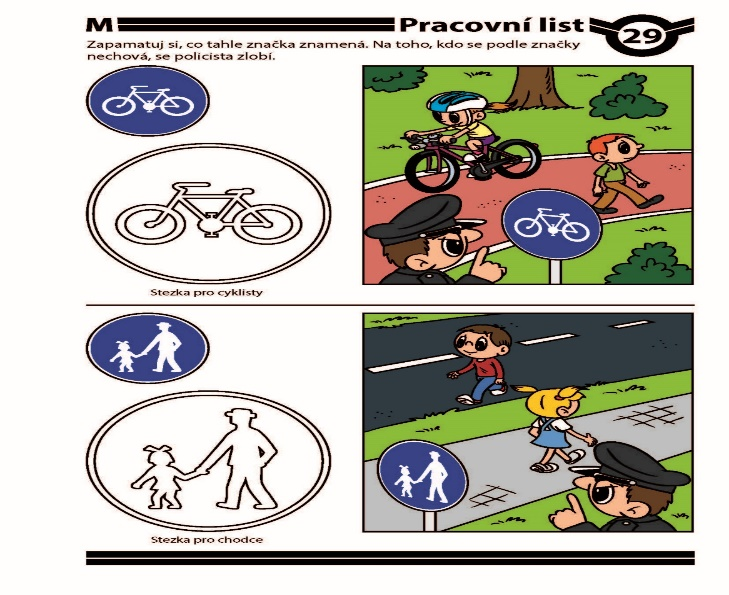 M Pracovní list 29
Zapamatuj si, co tahle značka znamená. Na toho, kdo se podle značky
nechová, se policista zlobí.
Stezka pro cyklisty
Stezka pro chodce